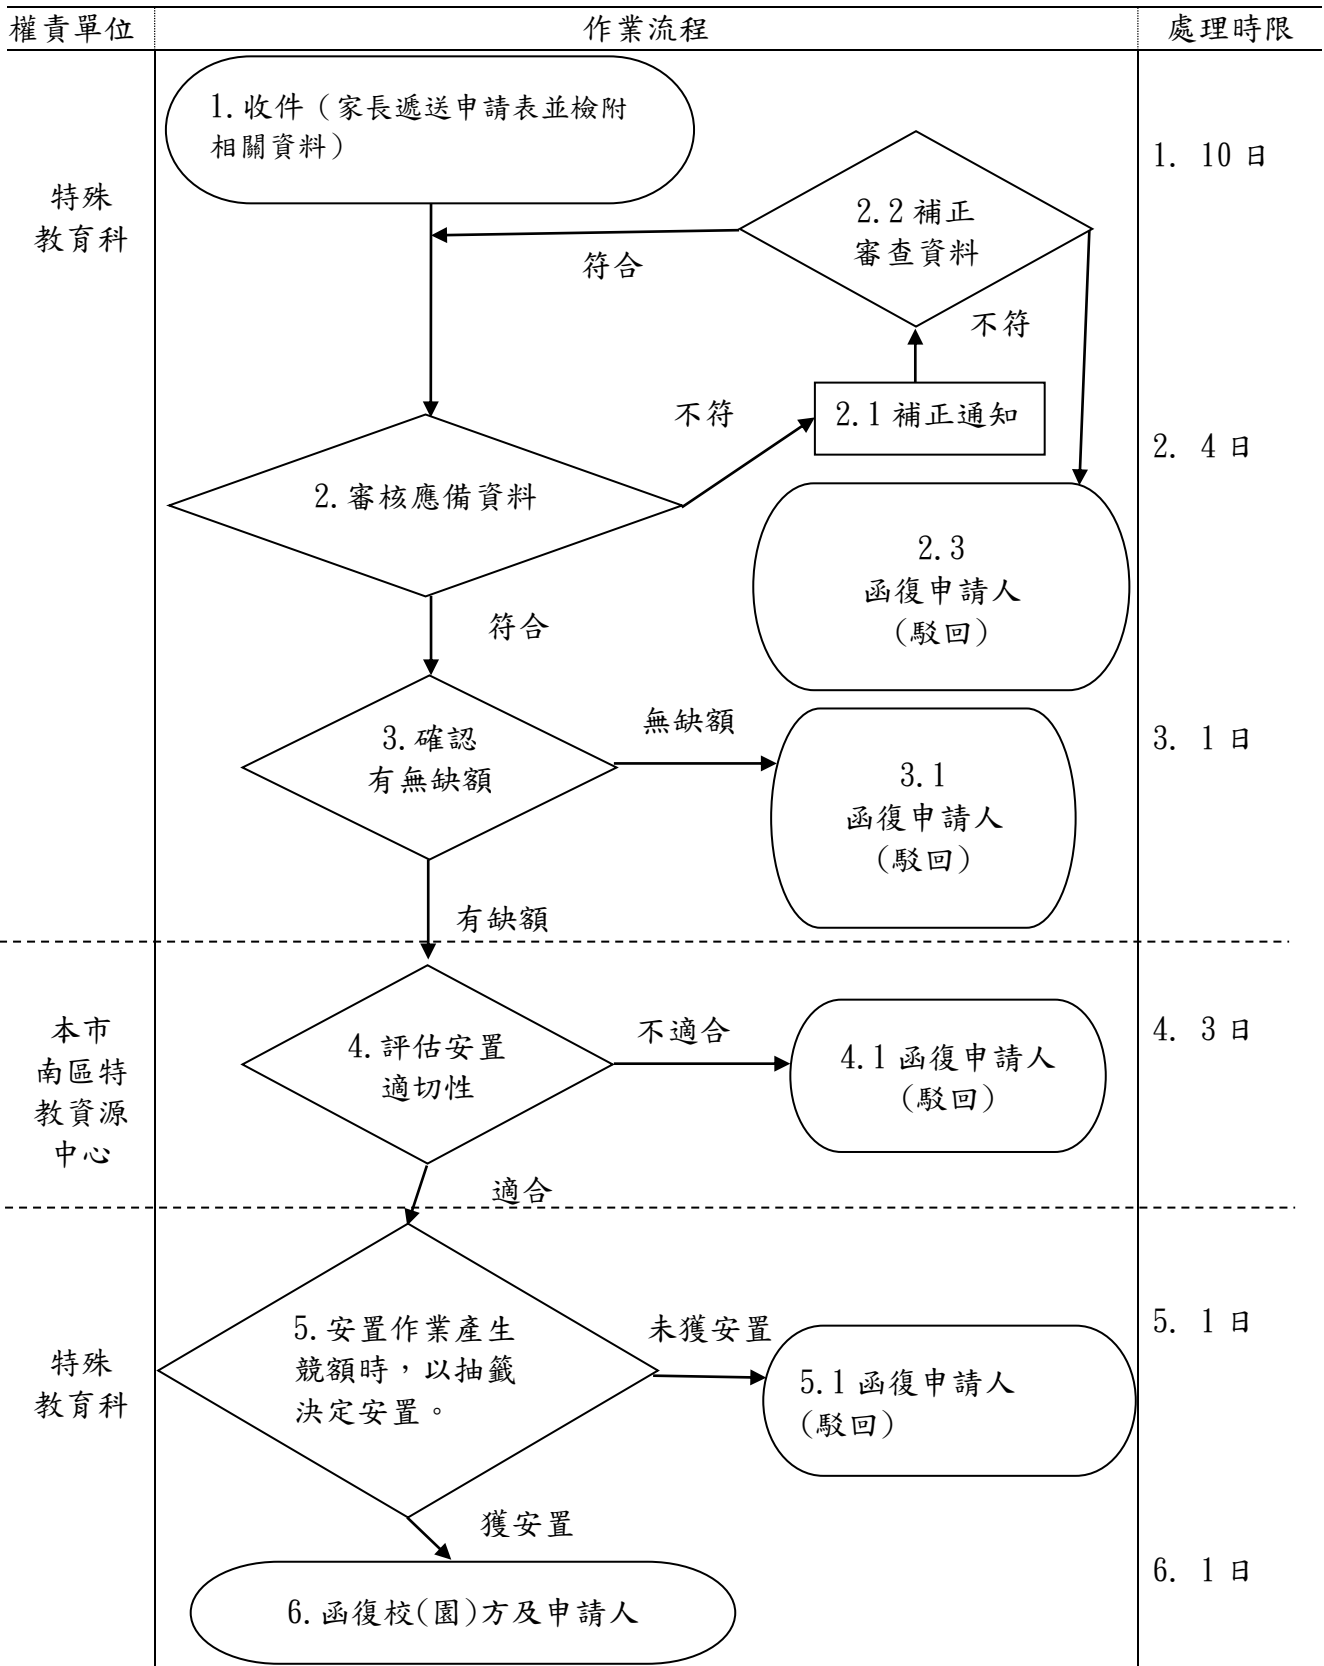 權責單位
作業流程
處理時限
1.收件（家長遞送申請表並檢附
相關資料）
1. 10日
特殊
教育科
2.2補正
審查資料
符合
不符
不符
2.1補正通知
2. 4日
2.審核應備資料
2.3
函復申請人
(駁回)
符合
3.確認
有無缺額
無缺額
3. 1日
3.1
函復申請人
(駁回)
有缺額
本市
南區特
教資源
中心
4.評估安置
適切性
不適合
4.1函復申請人
(駁回)
4. 3日
適合
特殊
教育科
5.安置作業產生
競額時，以抽籤
決定安置。
未獲安置
5.1函復申請人
(駁回)
5. 1日
獲安置
6.函復校(園)方及申請人
6. 1日